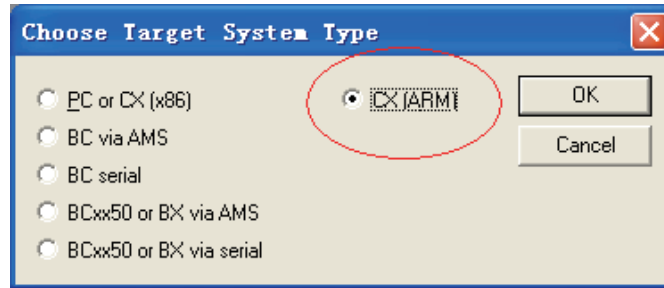 Choose Target System Type
PC or CX (x86)
CX (ARM)
OK
BC via AMS
Cancel
BC serial
BCxx50 or BX via AMS
BCxx50 or BX via serial